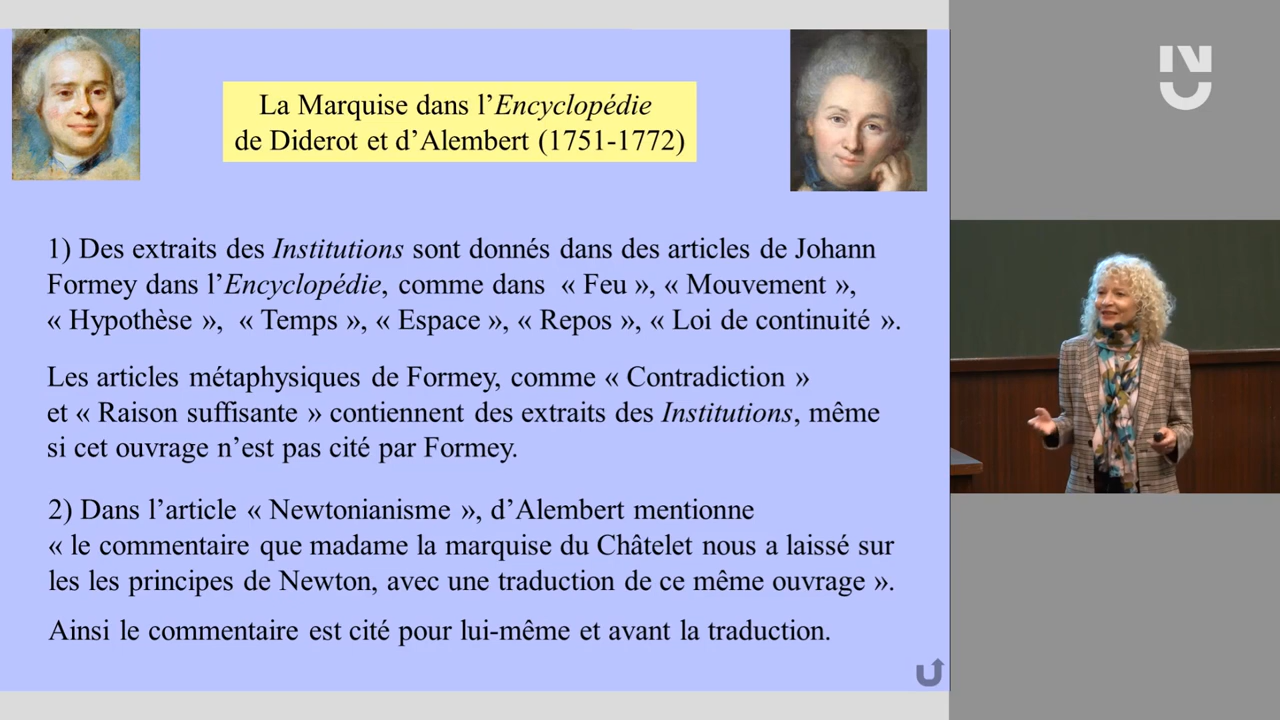 La Marquise dans l’Encyclopédie
de Diderot et d’Alembert (1751-1772)
1) Des extraits des Institutions sont donnés dans des articles de Johann
Formey dans l’Encyclopédie, comme dans « Feu », « Mouvement »,
« Hypothèse », « Temps », « Espace », « Repos », « Loi de continuité ».
Les articles métaphysiques de Formey, comme « Contradiction »
et « Raison suffisante » contiennent des extraits des Institutions, même
si cet ouvrage n’est pas cité par Formey.
2) Dans l’article « Newtonianisme », d’Alembert mentionne
« le commentaire que madame la marquise du Châtelet nous a laissé sur
les les principes de Newton, avec une traduction de ce même ouvrage ».
Ainsi le commentaire est cité pour lui-même et avant la traduction.